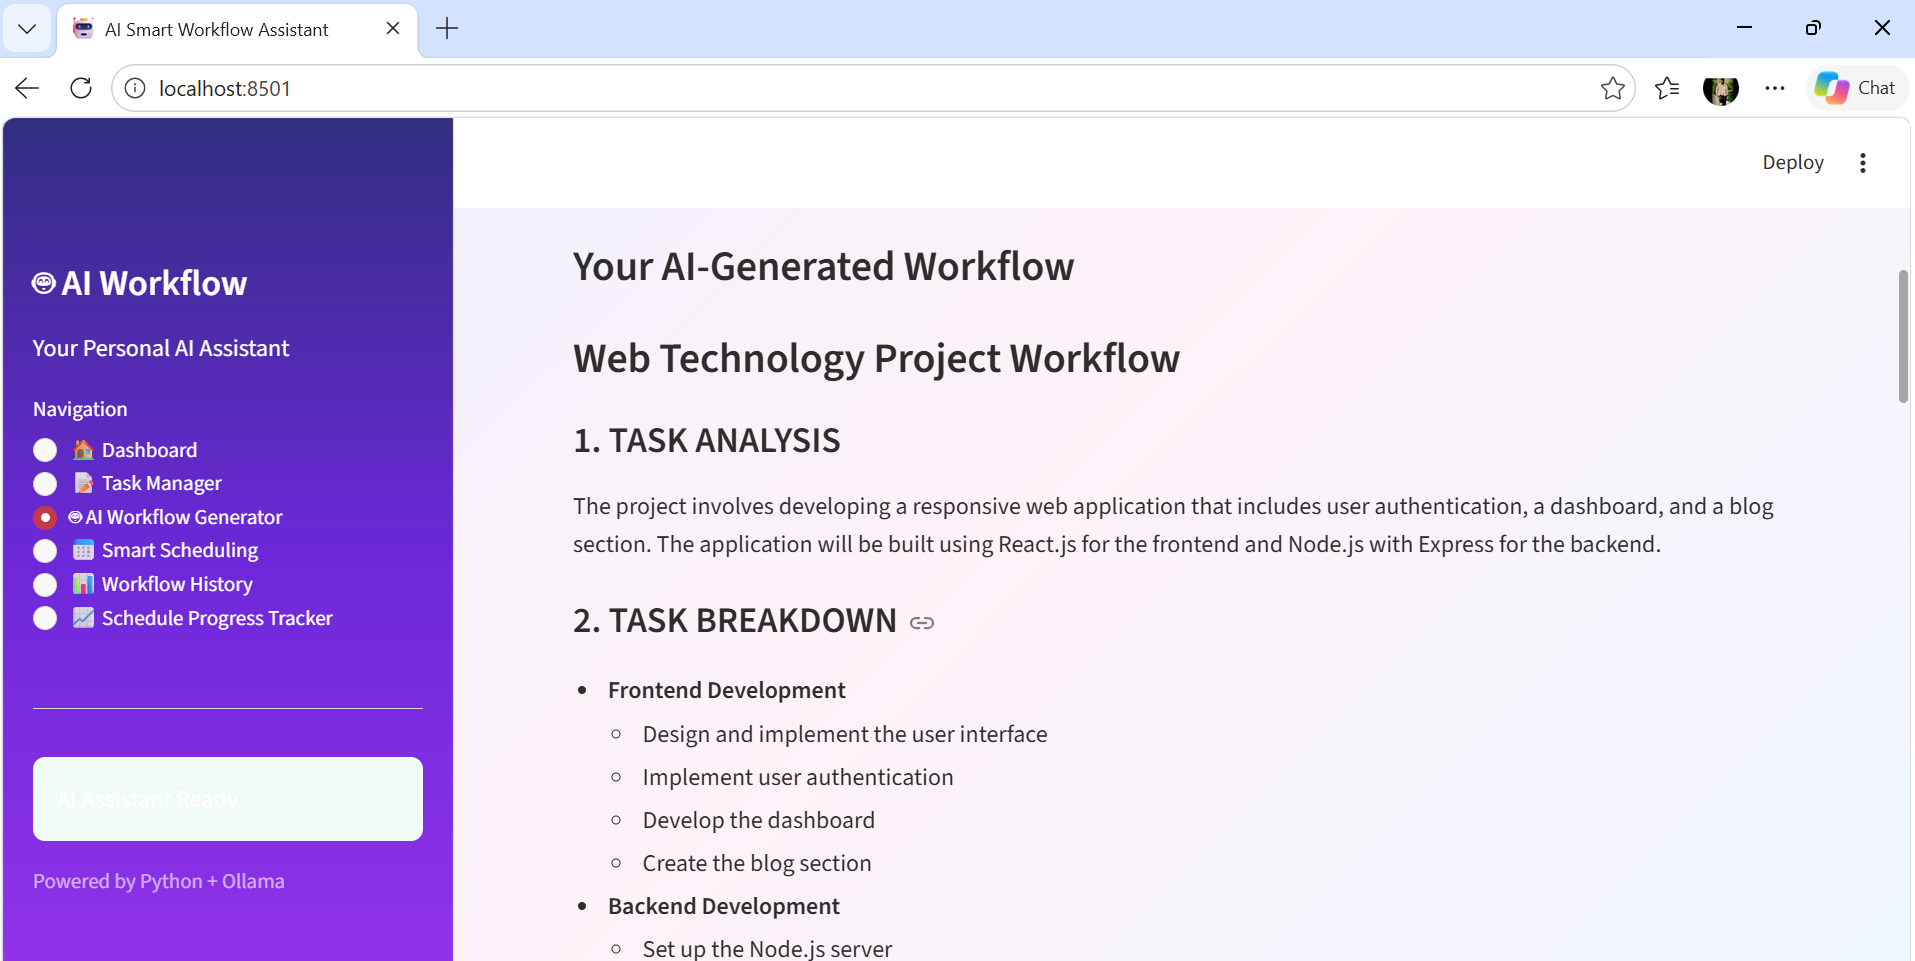 AI Smart Workflow Assistant
localhost:8501
Chat
Deploy
AI Workflow
Your Personal AI Assistant
Navigation
Dashboard
Task Manager
AI Workflow Generator
Smart Scheduling
Workflow History
Schedule Progress Tracker
AI Assistant Ready
Powered by Python + Ollama
Your AI-Generated Workflow
Web Technology Project Workflow
1. TASK ANALYSIS
The project involves developing a responsive web application that includes user authentication, a dashboard, and a blog
section. The application will be built using React.js for the frontend and Node.js with Express for the backend.
2. TASK BREAKDOWN
• Frontend Development
◦ Design and implement the user interface
◦ Implement user authentication
◦ Develop the dashboard
◦ Create the blog section
• Backend Development
◦ Set up the Node.js server